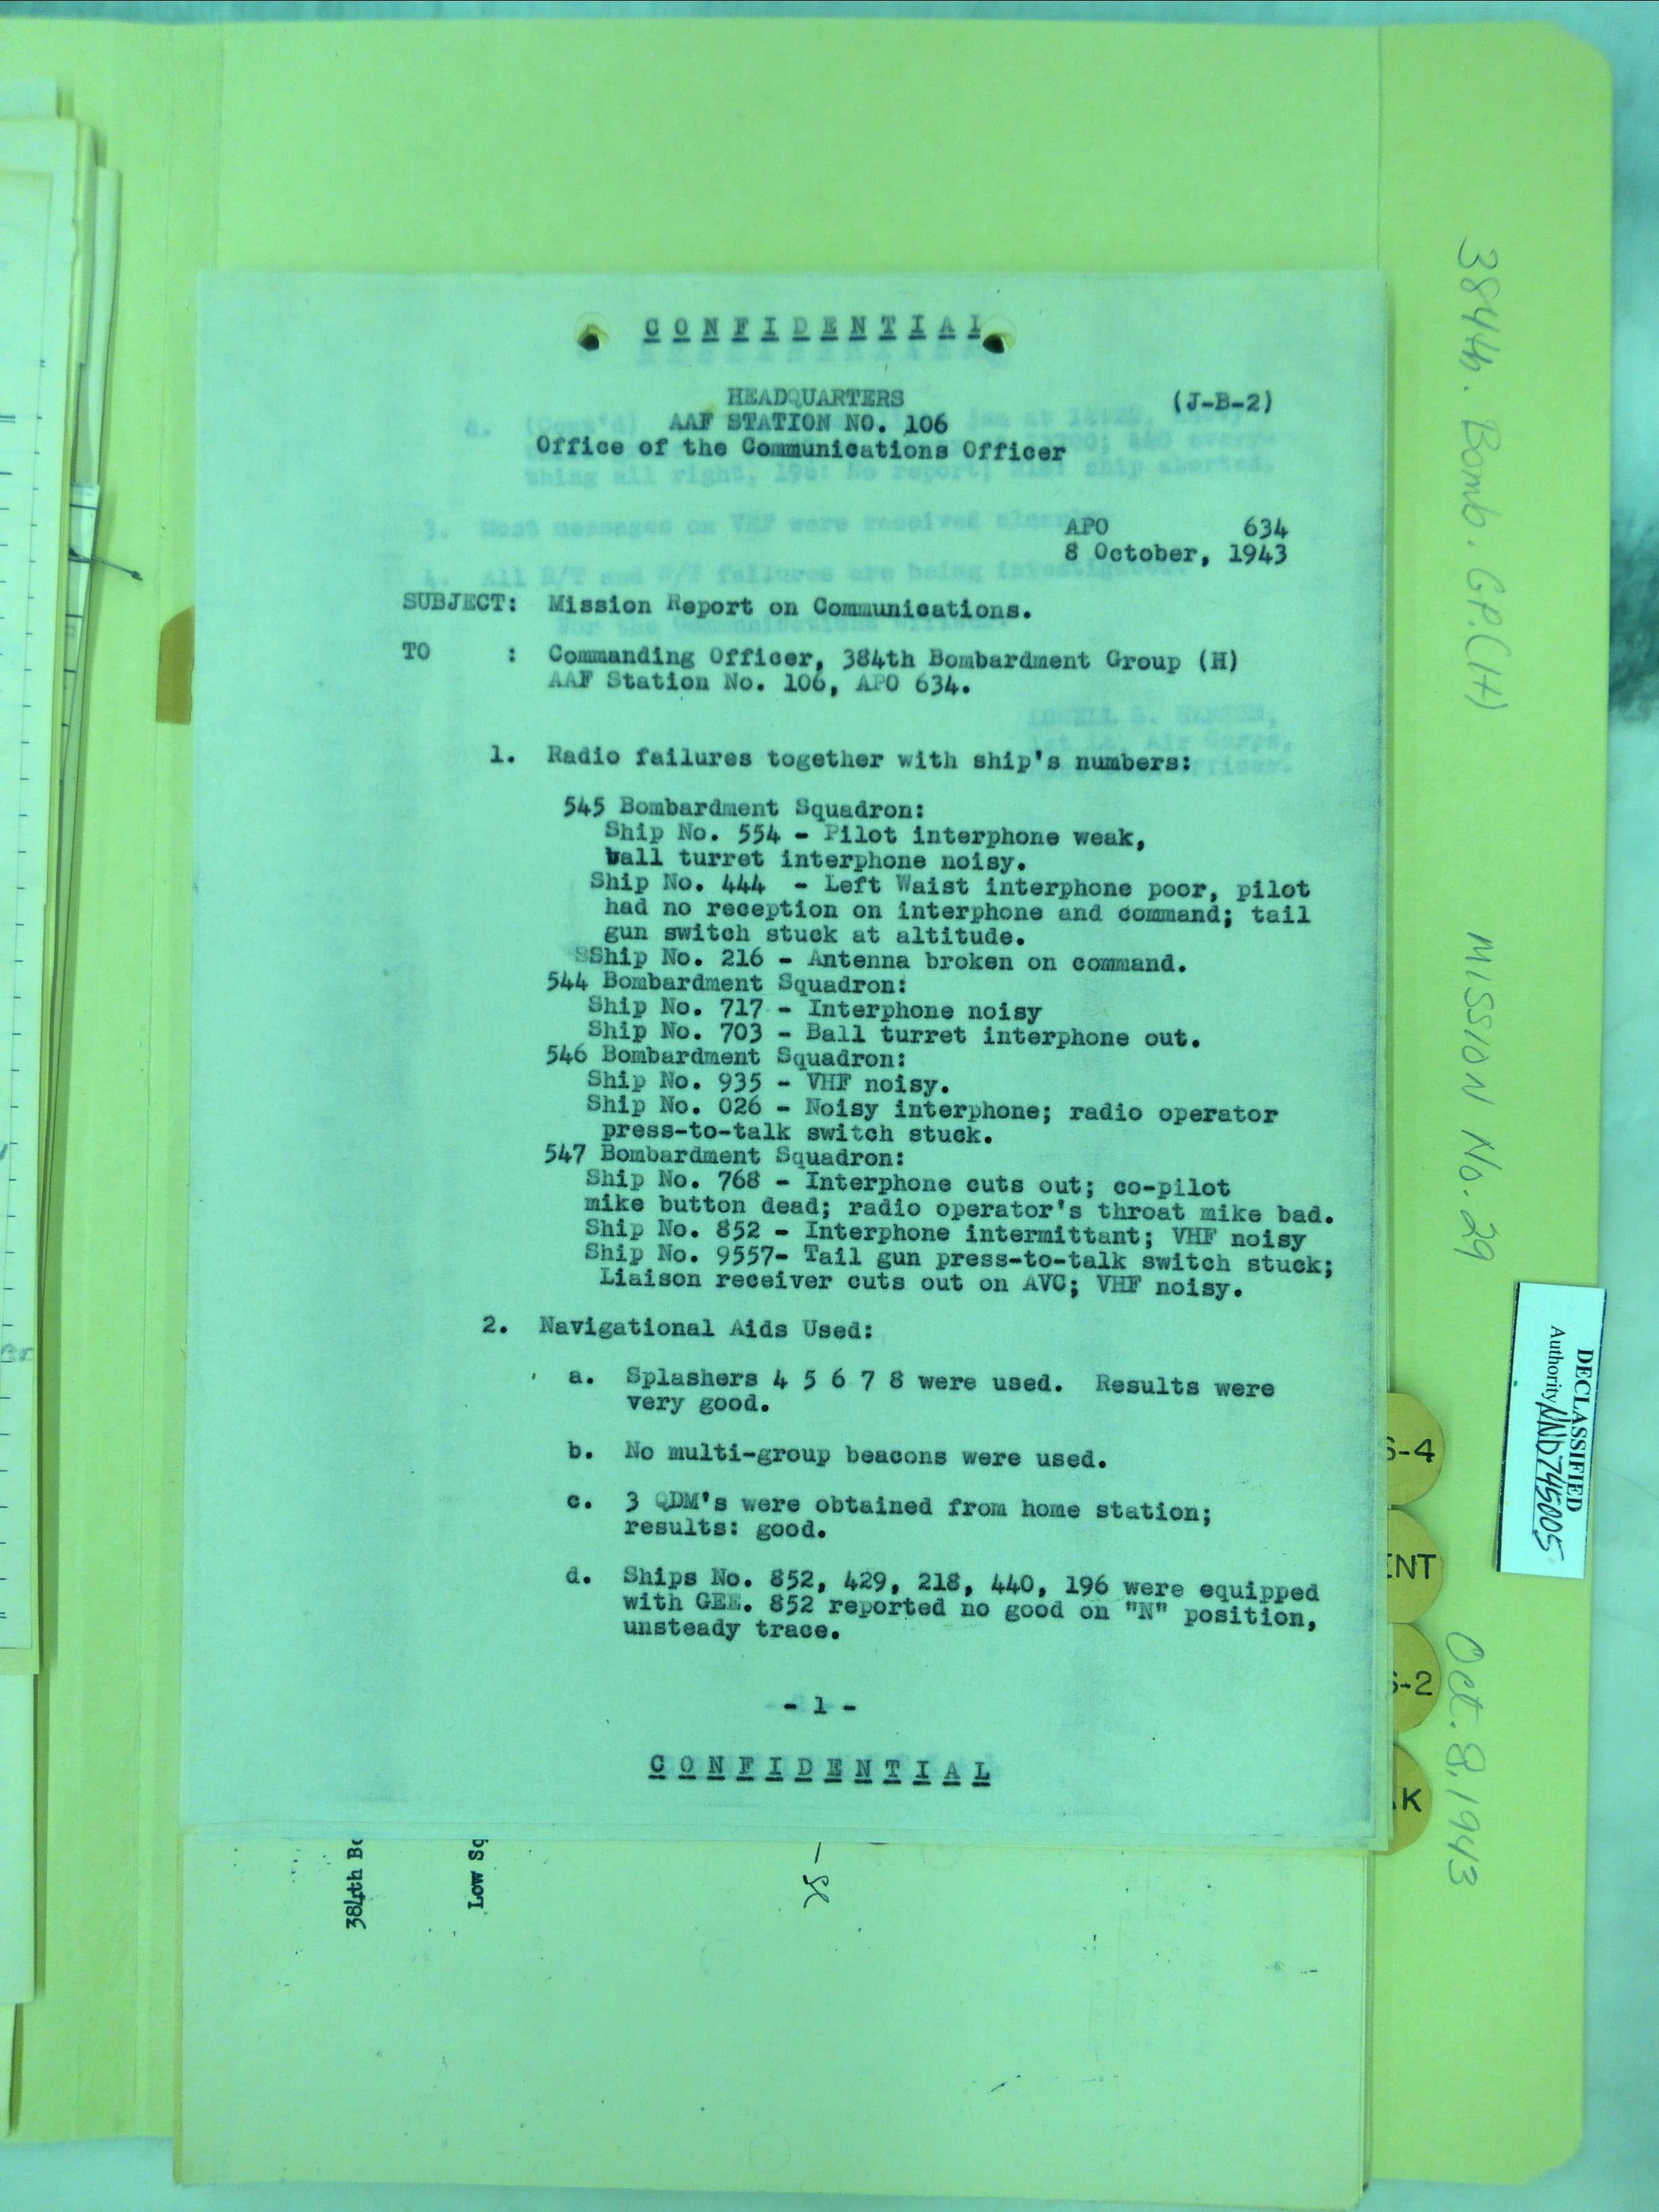 CONFIDENTIAL
HEADQUARTERS (J-B-2)
AAF STATION NO. 106
Office of the Communications Officer
APO 634
8 October, 1943
SUBJECT: Mission Report on Communications.
TO : Commanding Officer, 384th Bombardment Group (H)
AAF Station No. 106, APO 634.
1. Radio failures together with ship's numbers:
545 Bombardment Squadron:
Ship No. 554 - Pilot interphone weak,
ball turret interphone noisy.
Ship No. 444 - Left Waist interphone poor, pilot
had no reception on interphone and command; tail
gun switch stuck at altitude.
Ship No. 216 - Antenna broken on command.
544 Bombardment Squadron:
Ship No. 717 - Interphone noisy
Ship No. 703 - Ball turret interphone out.
546 Bombardment Squadron:
Ship No. 935 - VHF noisy.
Ship No. 026 - Noisy interphone; radio operator
press-to-talk switch stuck.
547 Bombardment Squadron:
Ship No. 768 - Interphone cuts out; co-pilot
mike button dead; radio operator's throat mike bad.
Ship No. 852 - Interphone intermittant; VHF noisy
Ship No. 9557- Tail gun press-to-talk switch stuck;
Liaison receiver cuts out on AVC; VHF noisy.
2. Navigational Aids Used:
a. Splashers 4 5 6 7 8 were used. Results were
very good.
b. No multi-group beacons were used.
c. 3 QDM's were obtained from home station;
results: good.
d. Ships No. 852, 429, 218, 440, 196 were equipped
with GEE. 852 reported no good on "N" position,
unsteady trace.
- 1 -
CONFIDENTIAL
384th. Bomb. GP.(H) Mission No. 29 Oct. 8, 1943
DECLASSIFIED
Authority NND745005
S-4
ENT
S-2
K
384th Bo
Low Sq